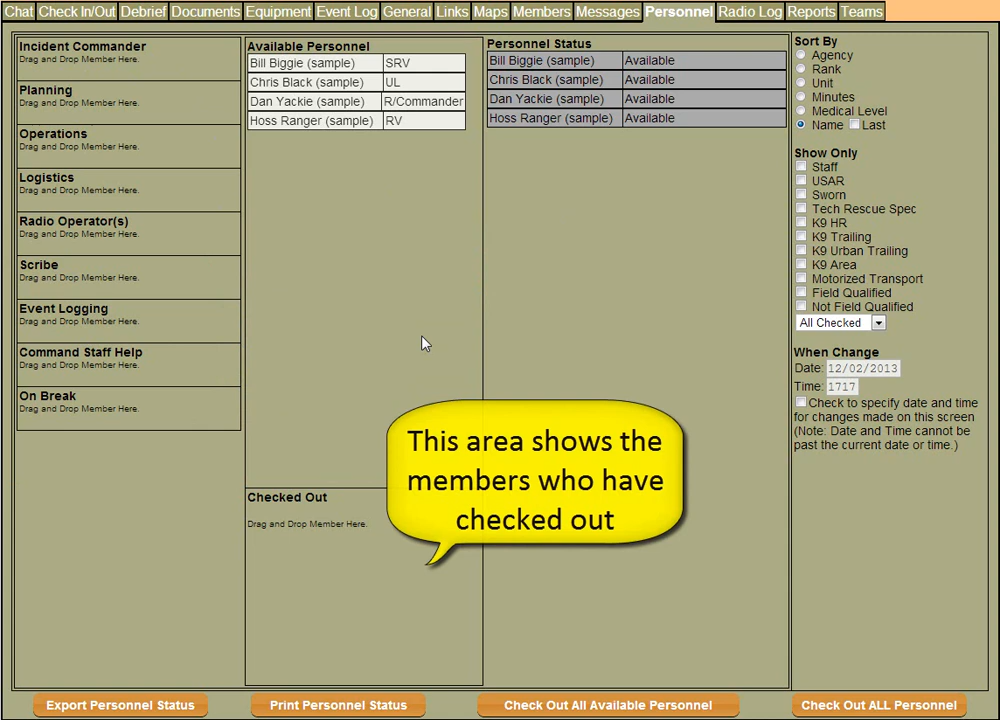 Chat Check In/Out Debrief Documents Equipment Event Log General Links Maps Members Messages Personnel Radio Log Reports Teams
Incident Commander
Drag and Drop Member Here.
Planning
Drag and Drop Member Here.
Operations
Drag and Drop Member Here.
Logistics
Drag and Drop Member Here.
Radio Operator(s)
Drag and Drop Member Here.
Scribe
Drag and Drop Member Here.
Event Logging
Drag and Drop Member Here.
Command Staff Help
Drag and Drop Member Here.
On Break
Drag and Drop Member Here.
Available Personnel
Bill Biggie (sample) SRV
Chris Black (sample) UL
Dan Yackie (sample) R/Commander
Hoss Ranger (sample) RV
Checked Out
Drag and Drop Member Here.
Personnel Status
Bill Biggie (sample) Available
Chris Black (sample) Available
Dan Yackie (sample) Available
Hoss Ranger (sample) Available
This area shows the
members who have
checked out
Sort By
Agency
Rank
Unit
Minutes
Medical Level
Name Last
Show Only
Staff
USAR
Sworn
Tech Rescue Spec
K9 HR
K9 Trailing
K9 Urban Trailing
K9 Area
Motorized Transport
Field Qualified
Not Field Qualified
All Checked
When Change
Date: 12/02/2013
Time: 1717
Check to specify date and time
for changes made on this screen
(Note: Date and Time cannot be
past the current date or time.)
Export Personnel Status Print Personnel Status Check Out All Available Personnel Check Out ALL Personnel